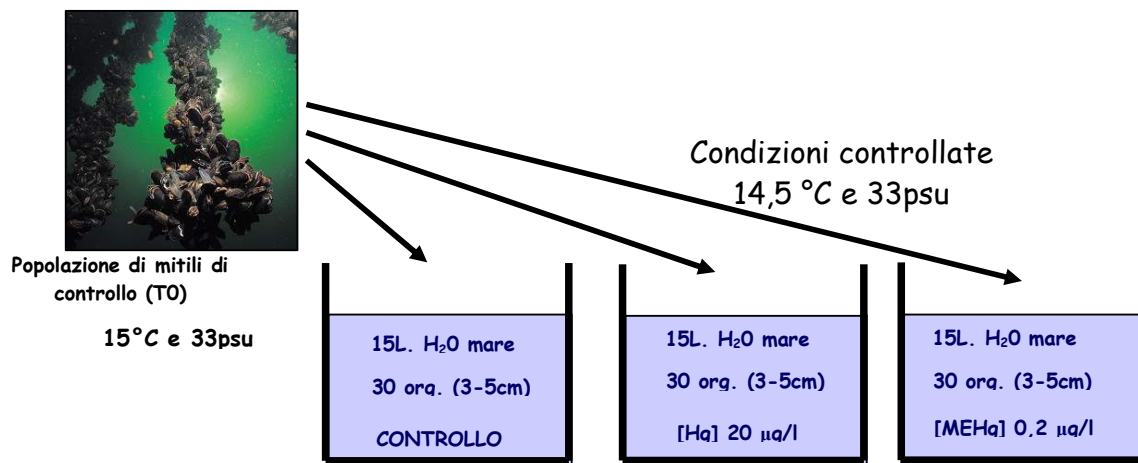 Condizioni controllate
14,5 °C e 33psu
Popolazione di mitili di
controllo (T0)
15°C e 33psu
15L. H₂0 mare
30 org. (3-5cm)
CONTROLLO
15L. H₂0 mare
30 org. (3-5cm)
[Hg] 20 µg/l
15L. H₂0 mare
30 org. (3-5cm)
[MEHg] 0,2 µg/l